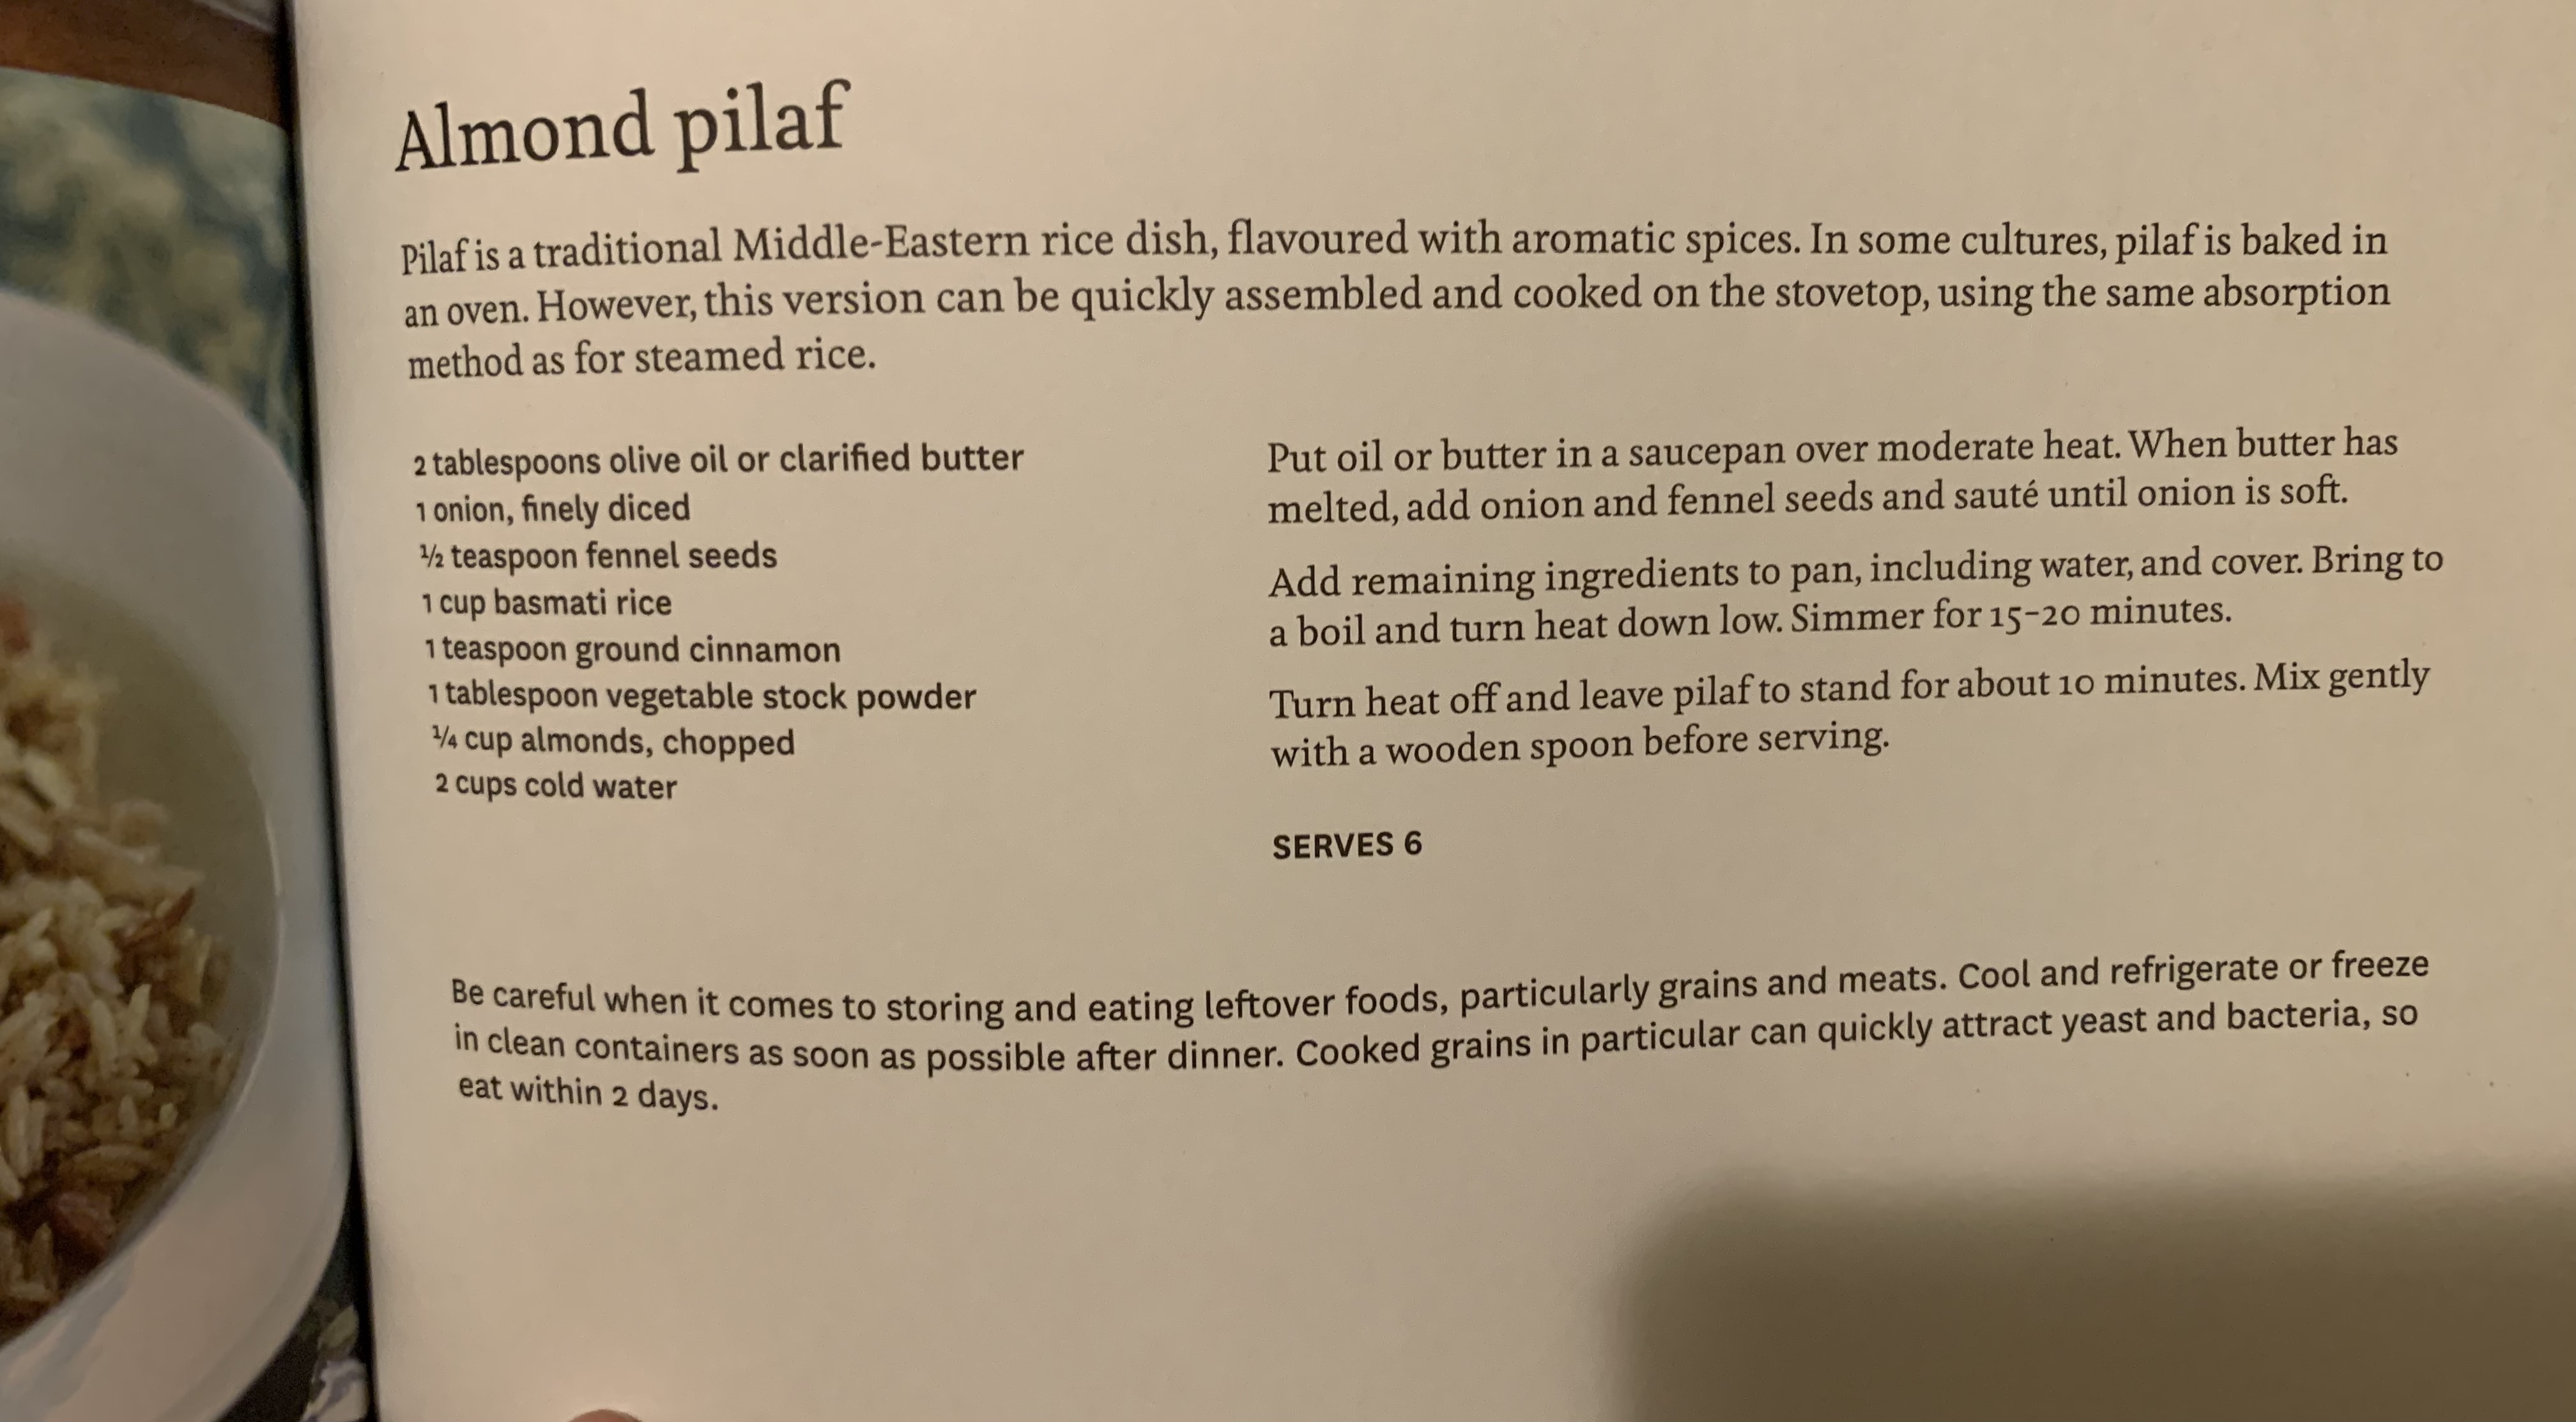 Almond pilaf
Pilaf is a traditional Middle-Eastern rice dish, flavoured with aromatic spices. In some cultures, pilaf is baked in
an oven. However, this version can be quickly assembled and cooked on the stovetop, using the same absorption
method as for steamed rice.
2 tablespoons olive oil or clarified butter
1 onion, finely diced
½ teaspoon fennel seeds
1 cup basmati rice
1 teaspoon ground cinnamon
1 tablespoon vegetable stock powder
¼ cup almonds, chopped
2 cups cold water
Put oil or butter in a saucepan over moderate heat. When butter has
melted, add onion and fennel seeds and sauté until onion is soft.
Add remaining ingredients to pan, including water, and cover. Bring to
a boil and turn heat down low. Simmer for 15–20 minutes.
Turn heat off and leave pilaf to stand for about 10 minutes. Mix gently
with a wooden spoon before serving.
SERVES 6
Be careful when it comes to storing and eating leftover foods, particularly grains and meats. Cool and refrigerate or freeze
in clean containers as soon as possible after dinner. Cooked grains in particular can quickly attract yeast and bacteria, so
eat within 2 days.